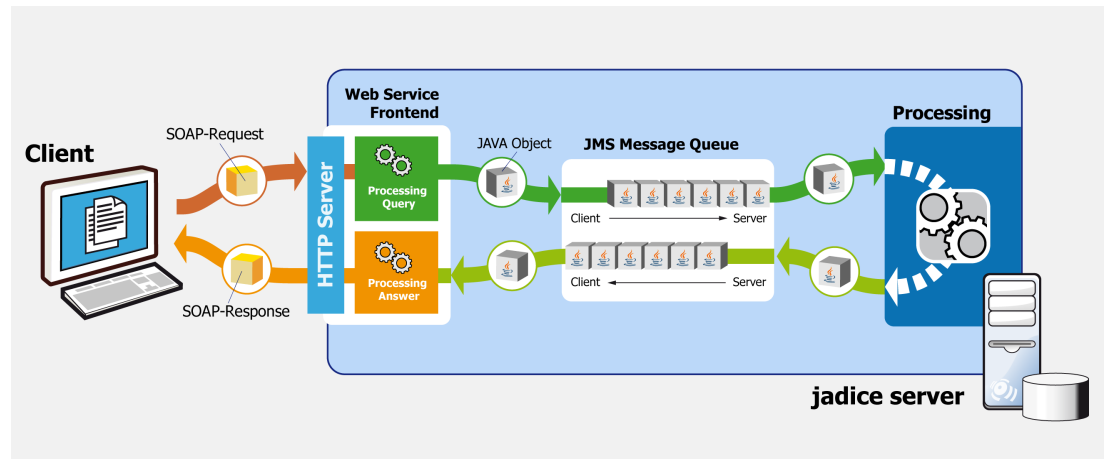 Web Service
Frontend
Processing
SOAP-Request
Client
JAVA Object
JMS Message Queue
HTTP Server
Processing
Query
Client
Server
Processing
Answer
Client
Server
SOAP-Response
jadice server